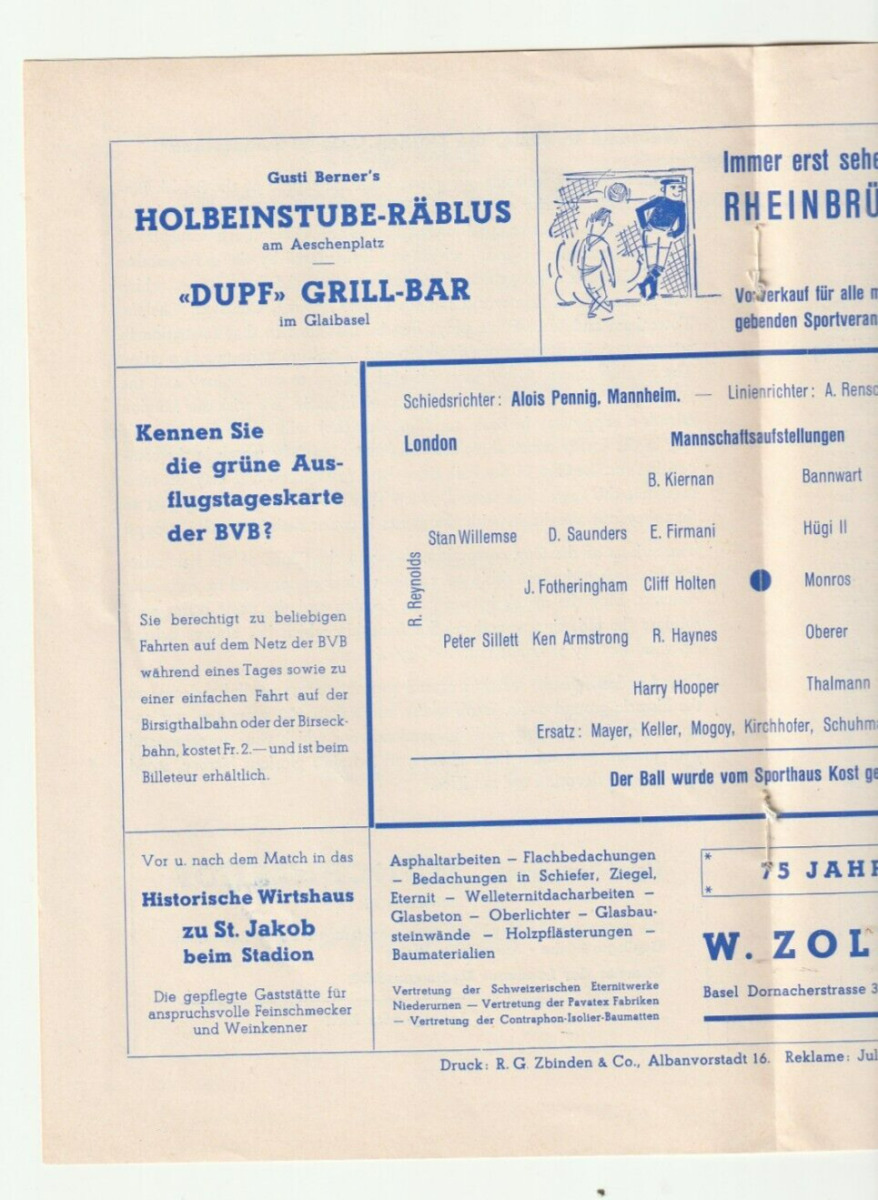 Gusti Berner's
HOLBEINSTUBE-RÄBLUS
am Aeschenplatz
«DUPF» GRILL-BAR
im Glaibasel
Immer erst sehe
RHEINBRÜ
Vorverkauf für alle m
gebenden Sportveran
Kennen Sie
die grüne Aus-
flugstageskarte
der BVB?
Sie berechtigt zu beliebigen
Fahrten auf dem Netz der BVB
während eines Tages sowie zu
einer einfachen Fahrt auf der
Birsigthalbahn oder der Birseck-
bahn, kostet Fr. 2.— und ist beim
Billeteur erhältlich.
Schiedsrichter: Alois Pennig, Mannheim. — Linienrichter: A. Rensc
London Mannschaftsaufstellungen
B. Kiernan Bannwart
Stan Willemse D. Saunders E. Firmani Hügi II
R. Reynolds
J. Fotheringham Cliff Holten Monros
Peter Sillett Ken Armstrong R. Haynes Oberer
Harry Hooper Thalmann
Ersatz: Mayer, Keller, Mogoy, Kirchhofer, Schuhma
Der Ball wurde vom Sporthaus Kost ge
Vor u. nach dem Match in das
Historische Wirtshaus
zu St. Jakob
beim Stadion
Die gepflegte Gaststätte für
anspruchsvolle Feinschmecker
und Weinkenner
Asphaltarbeiten — Flachbedachungen
— Bedachungen in Schiefer, Ziegel,
Eternit — Welleternitdacharbeiten —
Glasbeton — Oberlichter — Glasbau-
steinwände — Holzpflästerungen —
Baumaterialien
Vertretung der Schweizerischen Eternitwerke
Niederurnen — Vertretung der Pavatex Fabriken
— Vertretung der Contraphon-Isolier-Baumatten
* 75 JAHR
*
W. ZOL
Basel Dornacherstrasse 3
Druck: R. G. Zbinden & Co., Albanvorstadt 16. Reklame: Jul